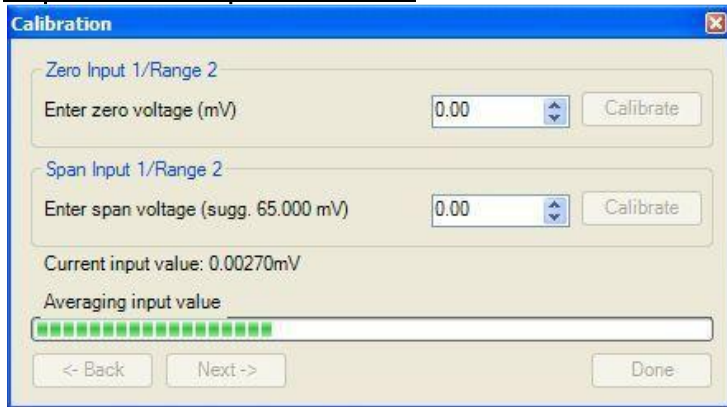 Calibration
Zero Input 1/Range 2
Enter zero voltage (mV) 0.00 Calibrate
Span Input 1/Range 2
Enter span voltage (sugg. 65.000 mV) 0.00 Calibrate
Current input value: 0.00270mV
Averaging input value
<- Back Next -> Done